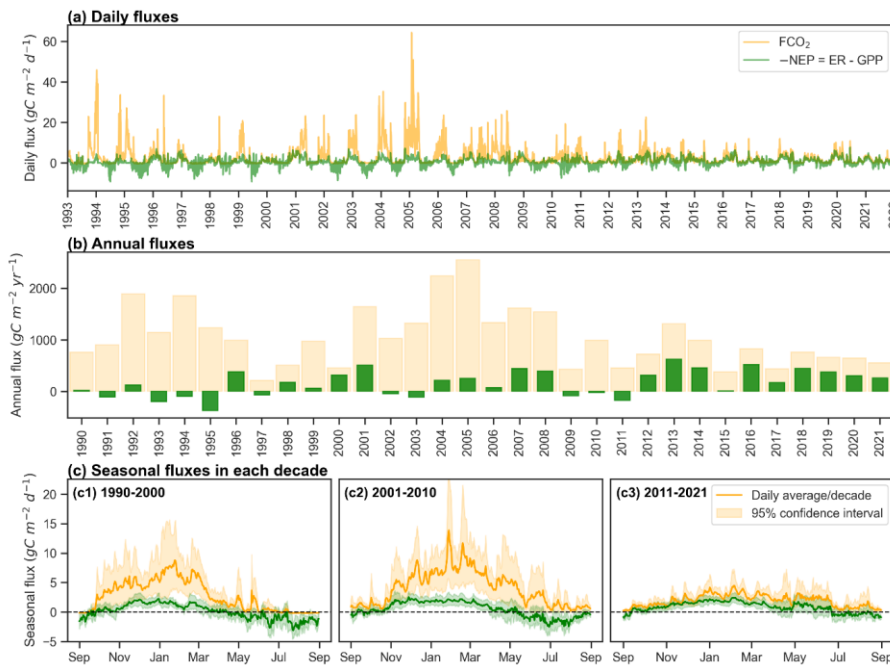 (a) Daily fluxes
Daily flux (gC m⁻² d⁻¹)
60
40
20
0
FCO₂
−NEP = ER - GPP
1993 1994 1995 1996 1997 1998 1999 2000 2001 2002 2003 2004 2005 2006 2007 2008 2009 2010 2011 2012 2013 2014 2015 2016 2017 2018 2019 2020 2021
(b) Annual fluxes
Annual flux (gC m⁻² yr⁻¹)
2000
1000
0
1990 1991 1992 1993 1994 1995 1996 1997 1998 1999 2000 2001 2002 2003 2004 2005 2006 2007 2008 2009 2010 2011 2012 2013 2014 2015 2016 2017 2018 2019 2020 2021
(c) Seasonal fluxes in each decade
Seasonal flux (gC m⁻² d⁻¹)
20
15
10
5
0
−5
(c1) 1990-2000
(c2) 2001-2010
(c3) 2011-2021
Daily average/decade
95% confidence interval
Sep Nov Jan Mar May Jul Sep
Sep Nov Jan Mar May Jul Sep
Sep Nov Jan Mar May Jul Sep